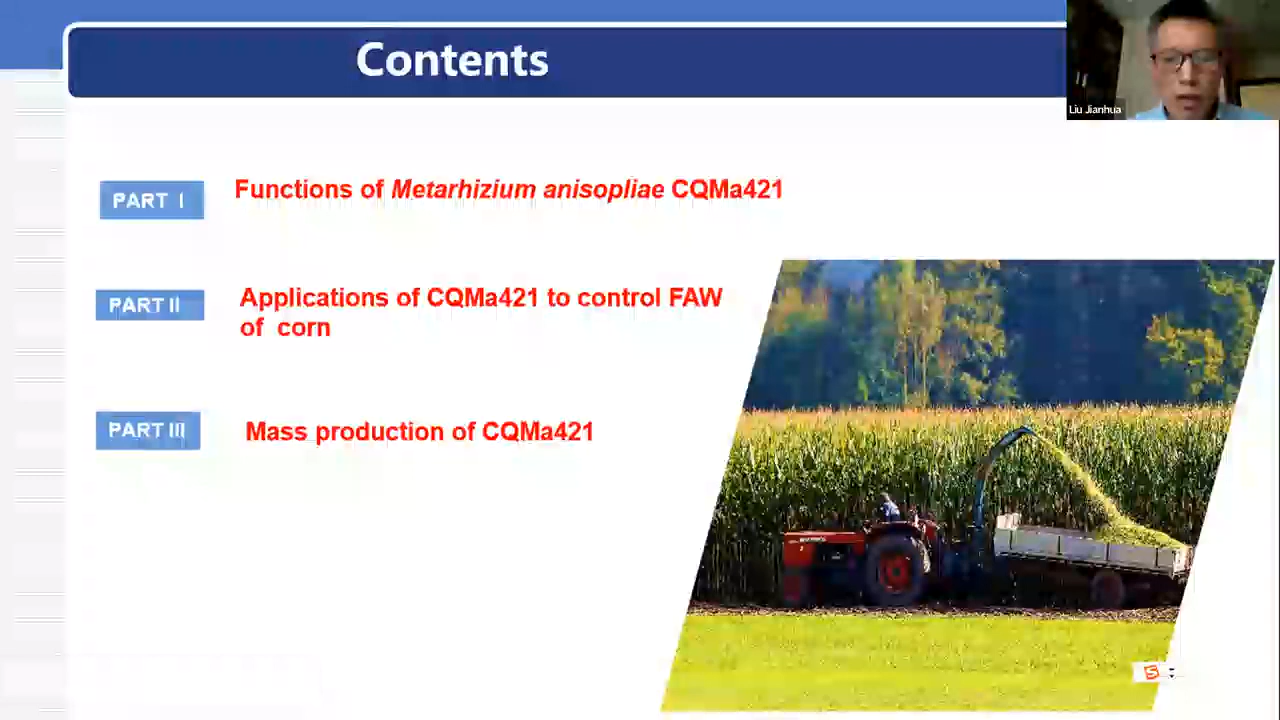 Contents
Liu Jianhua
PART I
Functions of Metarhizium anisopliae CQMa421
PART II
Applications of CQMa421 to control FAW
of corn
PART III
Mass production of CQMa421